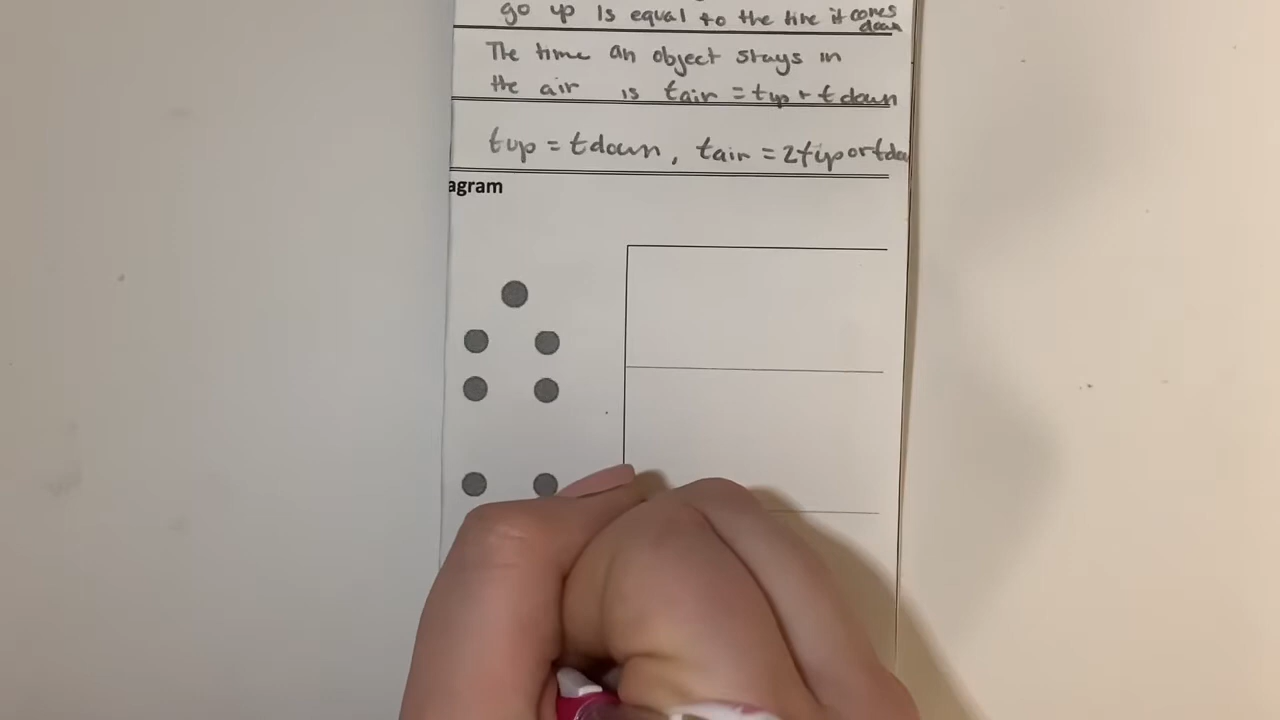 go up is equal to the time it comes
down
The time an object stays in
the air is tair = tup + tdown
tup = tdown, tair = 2tup or tdow
agram